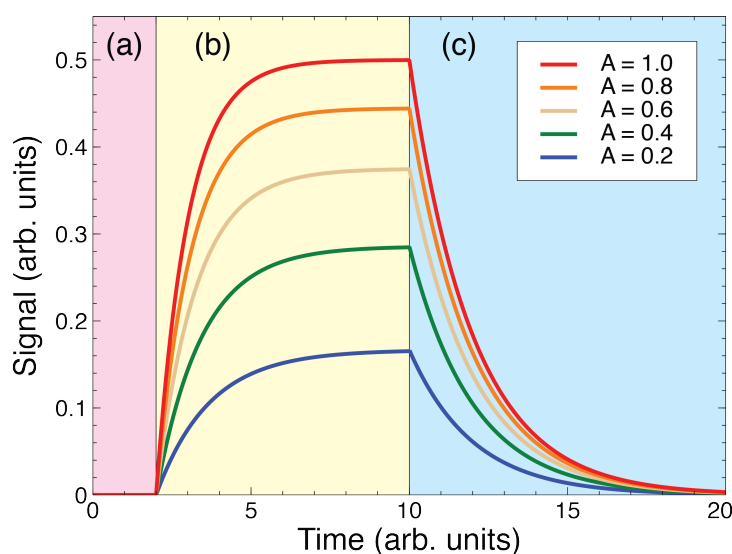 (a) (b) (c)
A = 1.0
A = 0.8
A = 0.6
A = 0.4
A = 0.2
0.5
0.4
0.3
0.2
0.1
0
Signal (arb. units)
0 5 10 15 20
Time (arb. units)